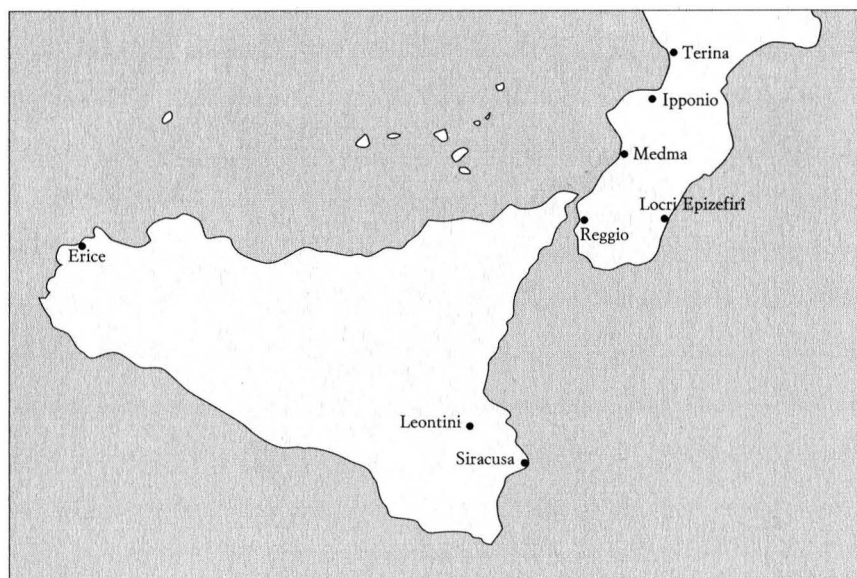 Terina
Ipponio
Medma
Locri Epizefirî
Reggio
Erice
Leontini
Siracusa